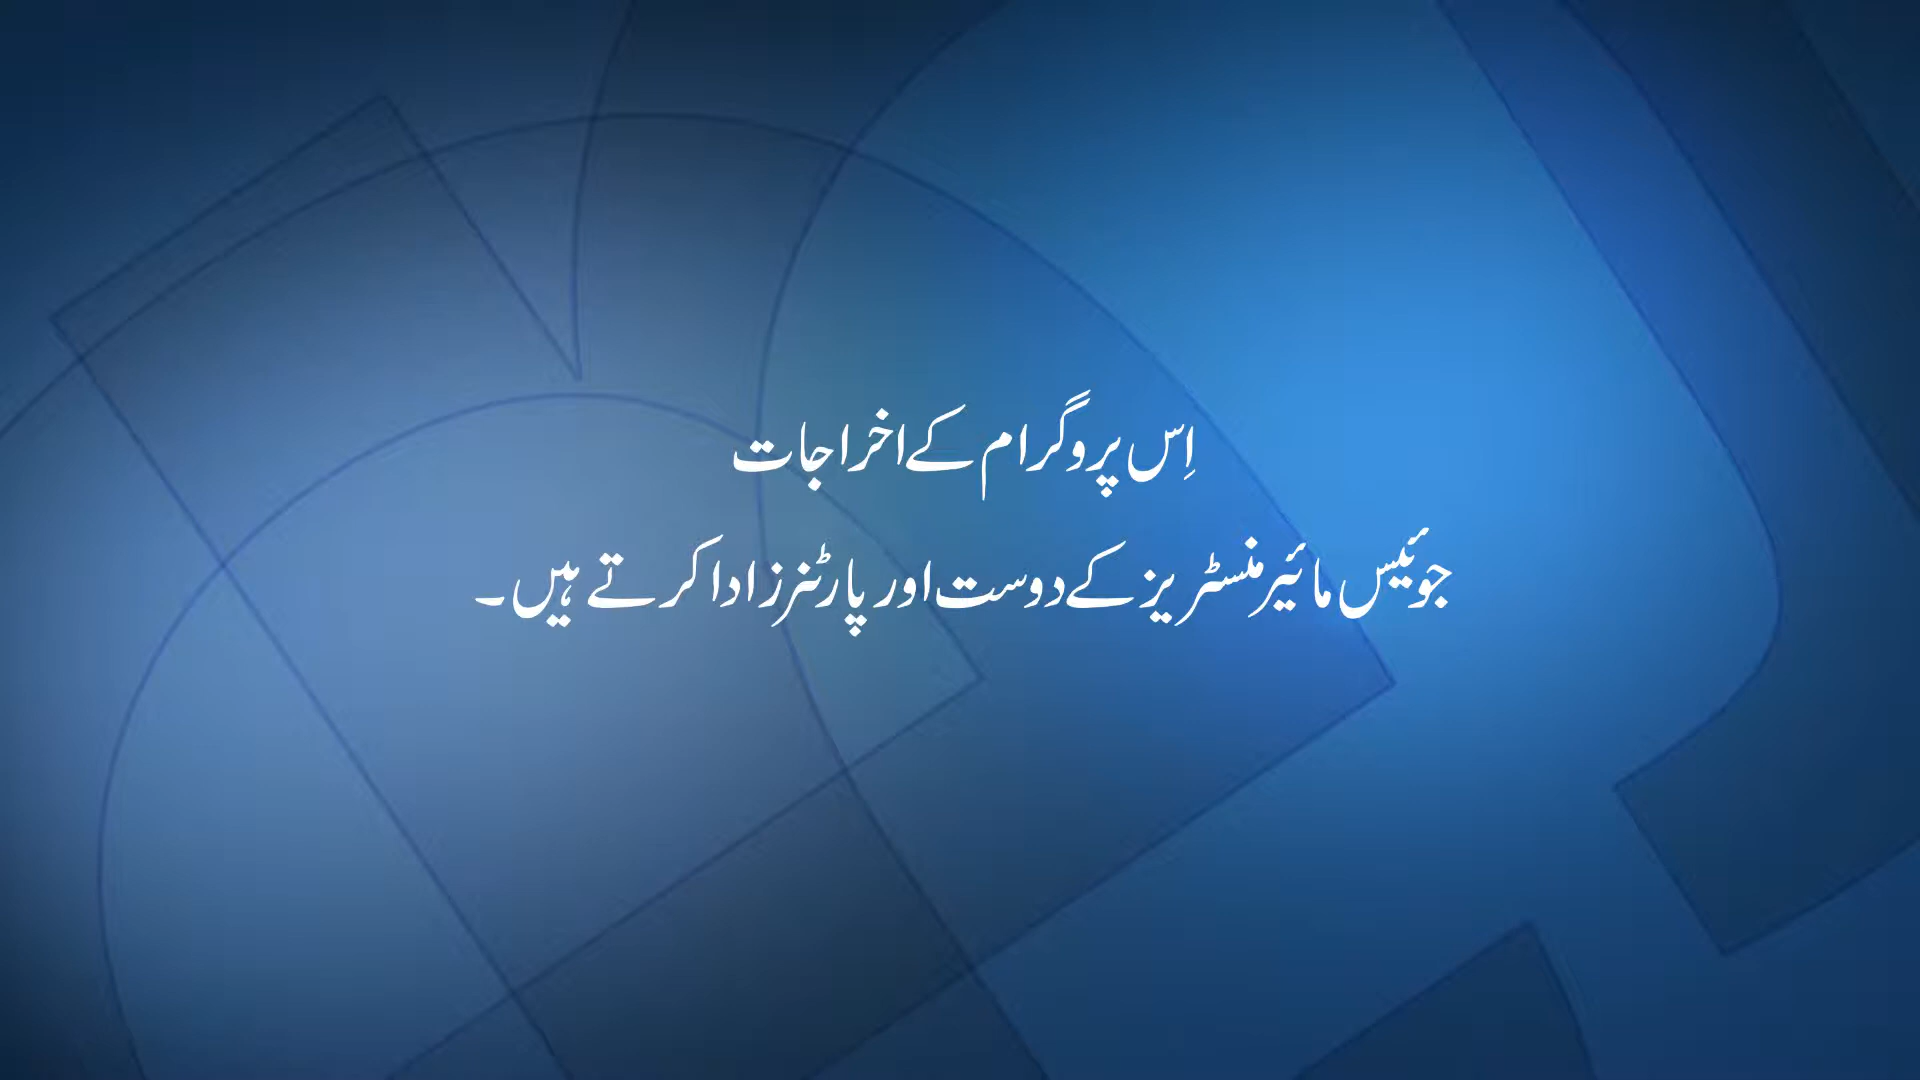 اِس پروگرام کے اخراجات
جوئیس مائیر منسٹریز کے دوست اور پارٹنرز ادا کرتے ہیں۔